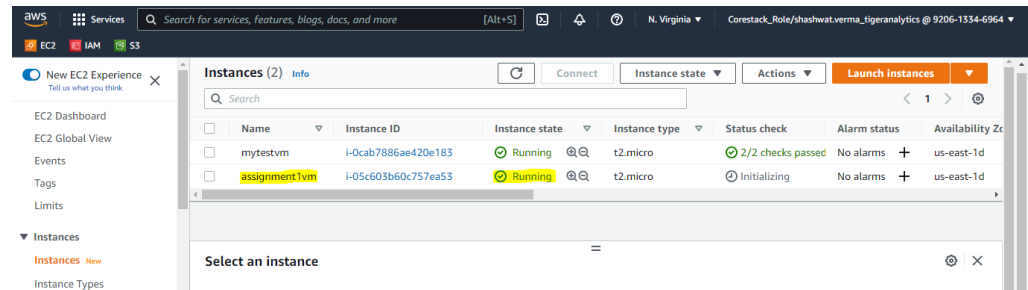 aws Services Search for services, features, blogs, docs, and more [Alt+S] N. Virginia ▼ Corestack_Role/shashwat.verma_tigeranalytics @ 9206-1334-6964 ▼
EC2 IAM S3
New EC2 Experience
Tell us what you think
EC2 Dashboard
EC2 Global View
Events
Tags
Limits
▼ Instances
Instances New
Instance Types
Instances (2) Info Connect Instance state ▼ Actions ▼ Launch instances ▼
Search < 1 >
Name Instance ID Instance state Instance type Status check Alarm status Availability Zo
mytestvm i-0cab7886ae420e183 Running t2.micro 2/2 checks passed No alarms + us-east-1d
assignment1vm i-05c603b60c757ea53 Running t2.micro Initializing No alarms + us-east-1d
Select an instance